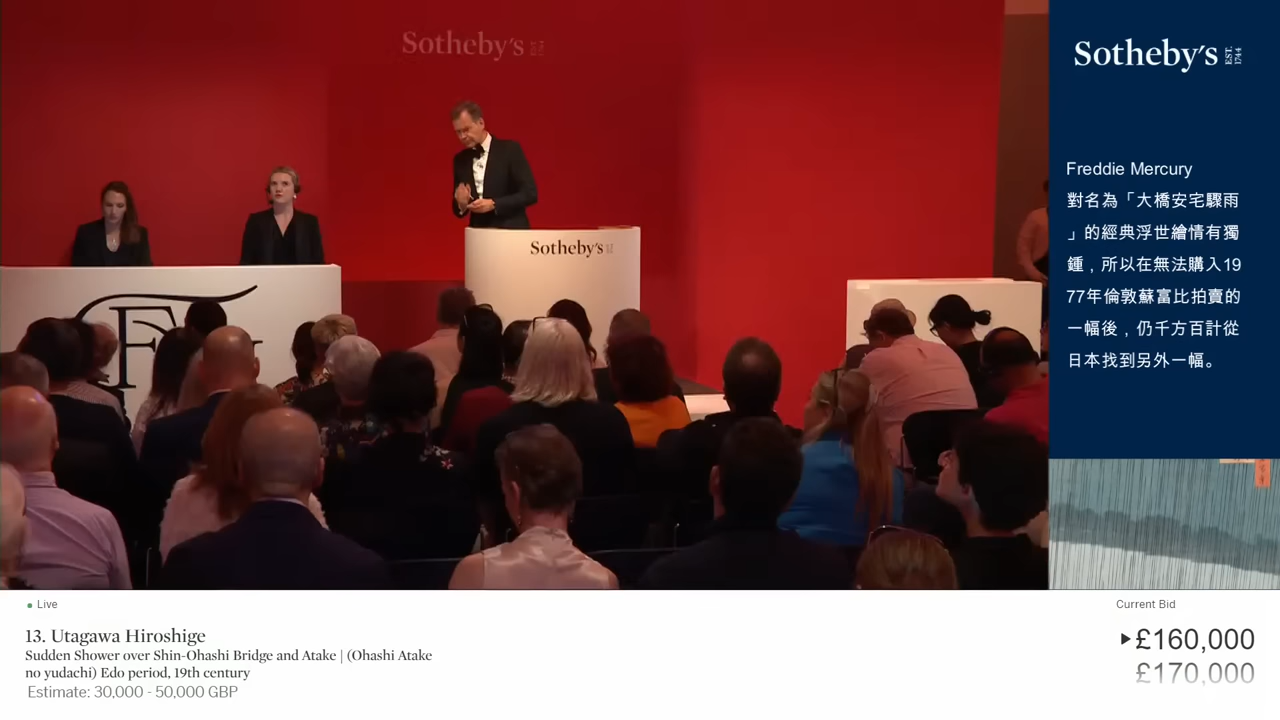 Sotheby's EST. 1744
Sotheby's
F
Sotheby's EST. 1744
Freddie Mercury
對名為「大橋安宅驟雨
」的經典浮世繪情有獨
鍾，所以在無法購入19
77年倫敦蘇富比拍賣的
一幅後，仍千方百計從
日本找到另外一幅。
Live
13. Utagawa Hiroshige
Sudden Shower over Shin-Ohashi Bridge and Atake | (Ohashi Atake
no yudachi) Edo period, 19th century
Estimate: 30,000 - 50,000 GBP
Current Bid
£160,000
£170,000